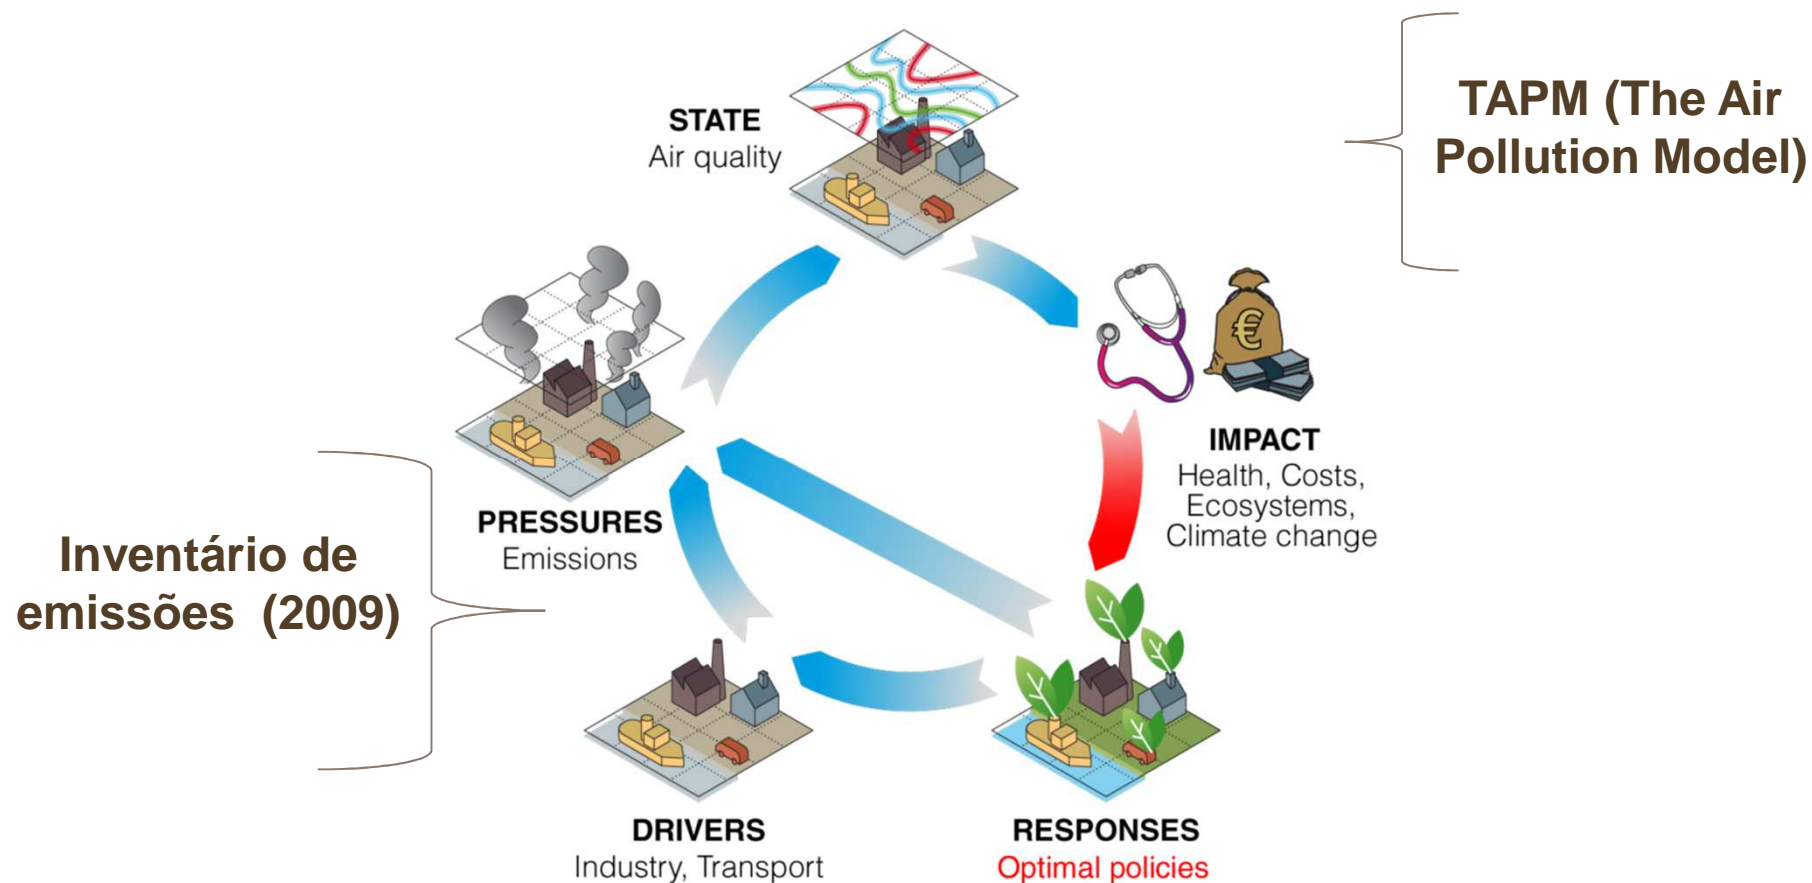 STATE
Air quality
TAPM (The Air
Pollution Model)
€
IMPACT
Health, Costs,
Ecosystems,
Climate change
PRESSURES
Emissions
Inventário de
emissões (2009)
DRIVERS
Industry, Transport
RESPONSES
Optimal policies